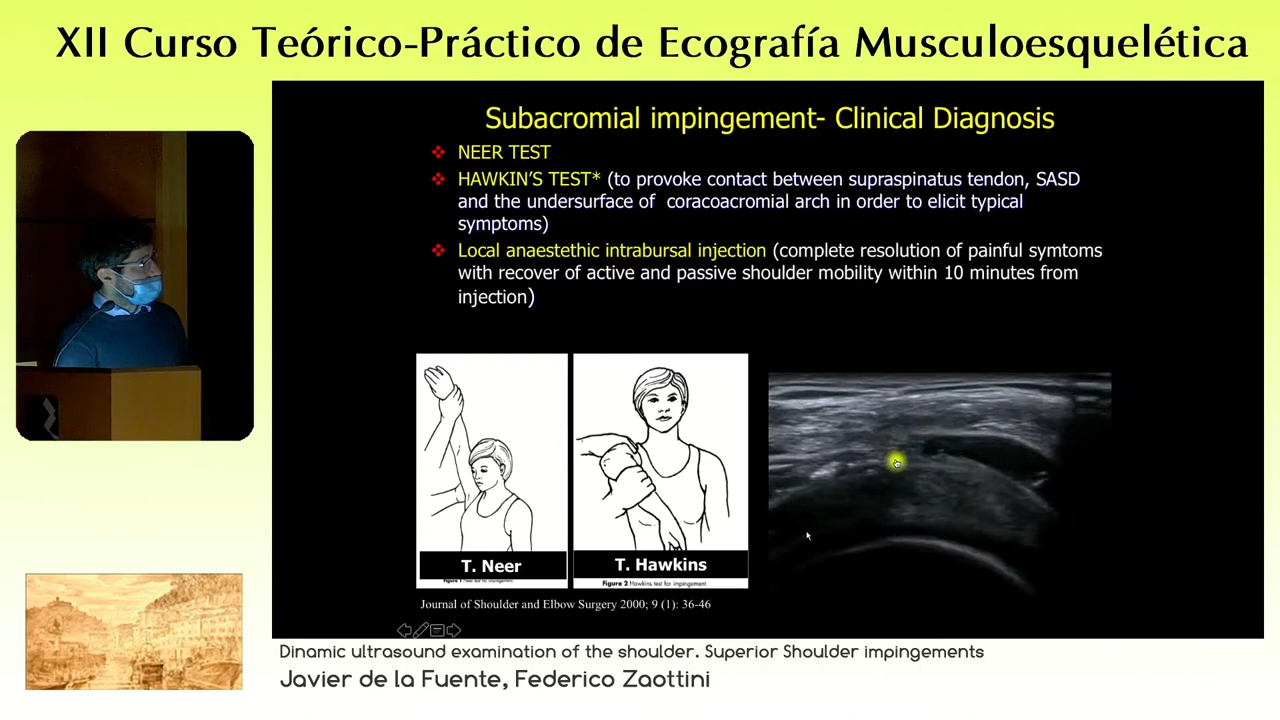 XII Curso Teórico-Práctico de Ecografía Musculoesquelética
Subacromial impingement- Clinical Diagnosis
NEER TEST
HAWKIN'S TEST* (to provoke contact between supraspinatus tendon, SASD
and the undersurface of coracoacromial arch in order to elicit typical
symptoms)
Local anaestethic intrabursal injection (complete resolution of painful symtoms
with recover of active and passive shoulder mobility within 10 minutes from
injection)
T. Neer
T. Hawkins
Figure 1 Neer test for impingement.
Figure 2 Hawkins test for impingement.
Journal of Shoulder and Elbow Surgery 2000; 9 (1): 36-46
Dinamic ultrasound examination of the shoulder. Superior Shoulder impingements
Javier de la Fuente, Federico Zaottini